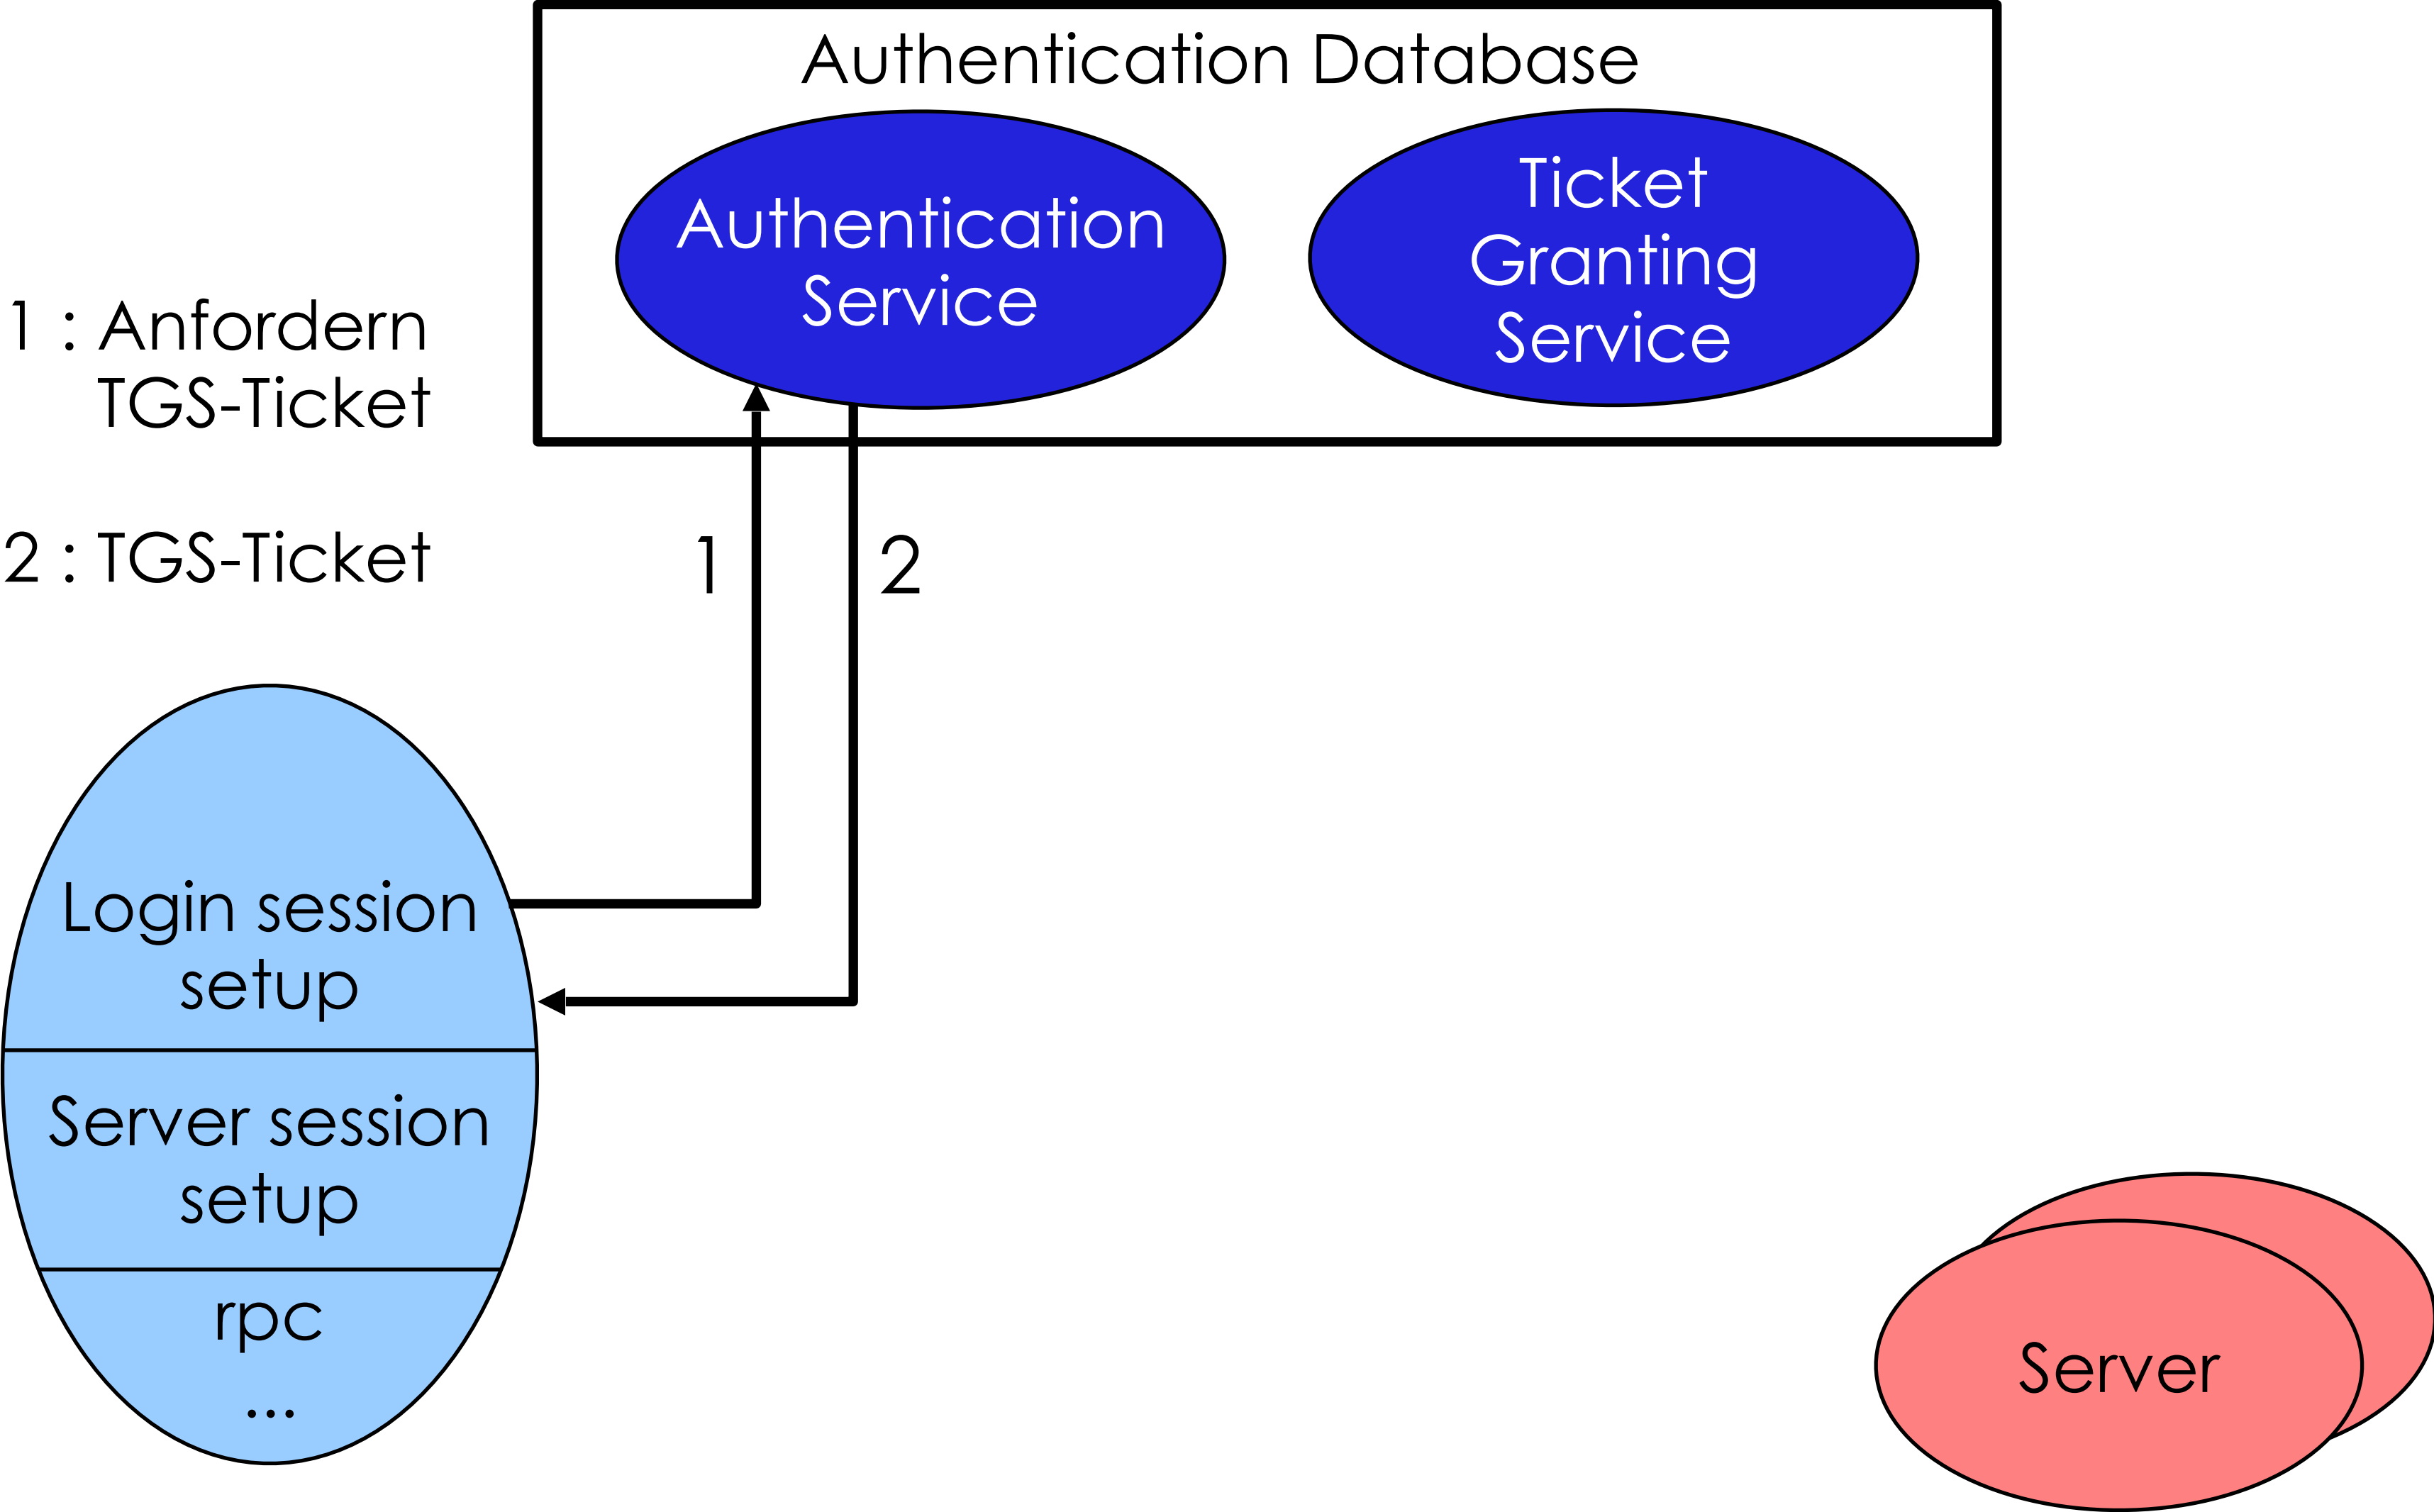 Authentication Database
Authentication
Service
Ticket
Granting
Service
1 : Anfordern
TGS-Ticket
2 : TGS-Ticket
1
2
Login session
setup
Server session
setup
rpc
...
Server